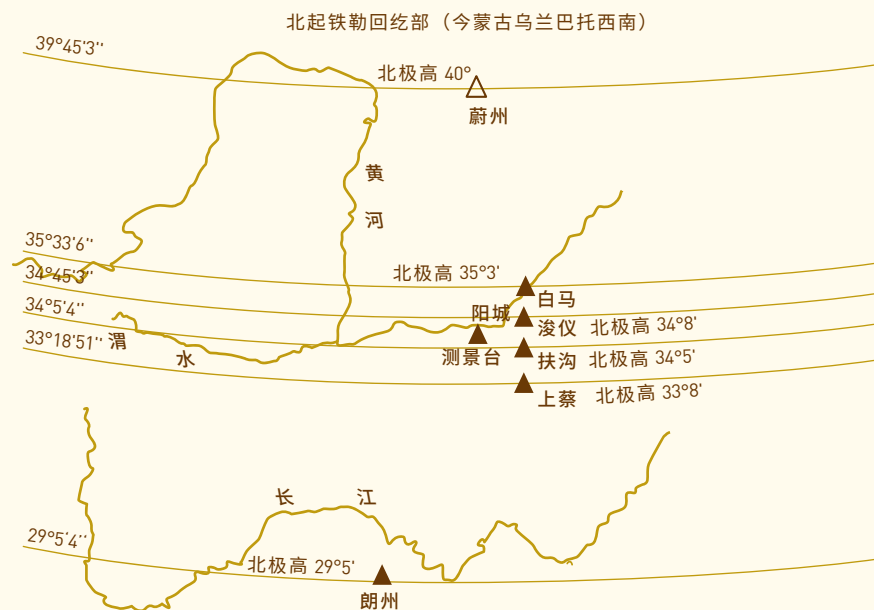 北起铁勒回纥部（今蒙古乌兰巴托西南）
39°45'3''
北极高 40°
蔚州
黄
河
35°33'6''
北极高 35°3'
34°45'3''
白马
阳城
34°5'4''
浚仪 北极高 34°8'
渭
水
33°18'51''
测景台
扶沟 北极高 34°5'
上蔡 北极高 33°8'
长 江
29°5'4''
北极高 29°5'
朗州